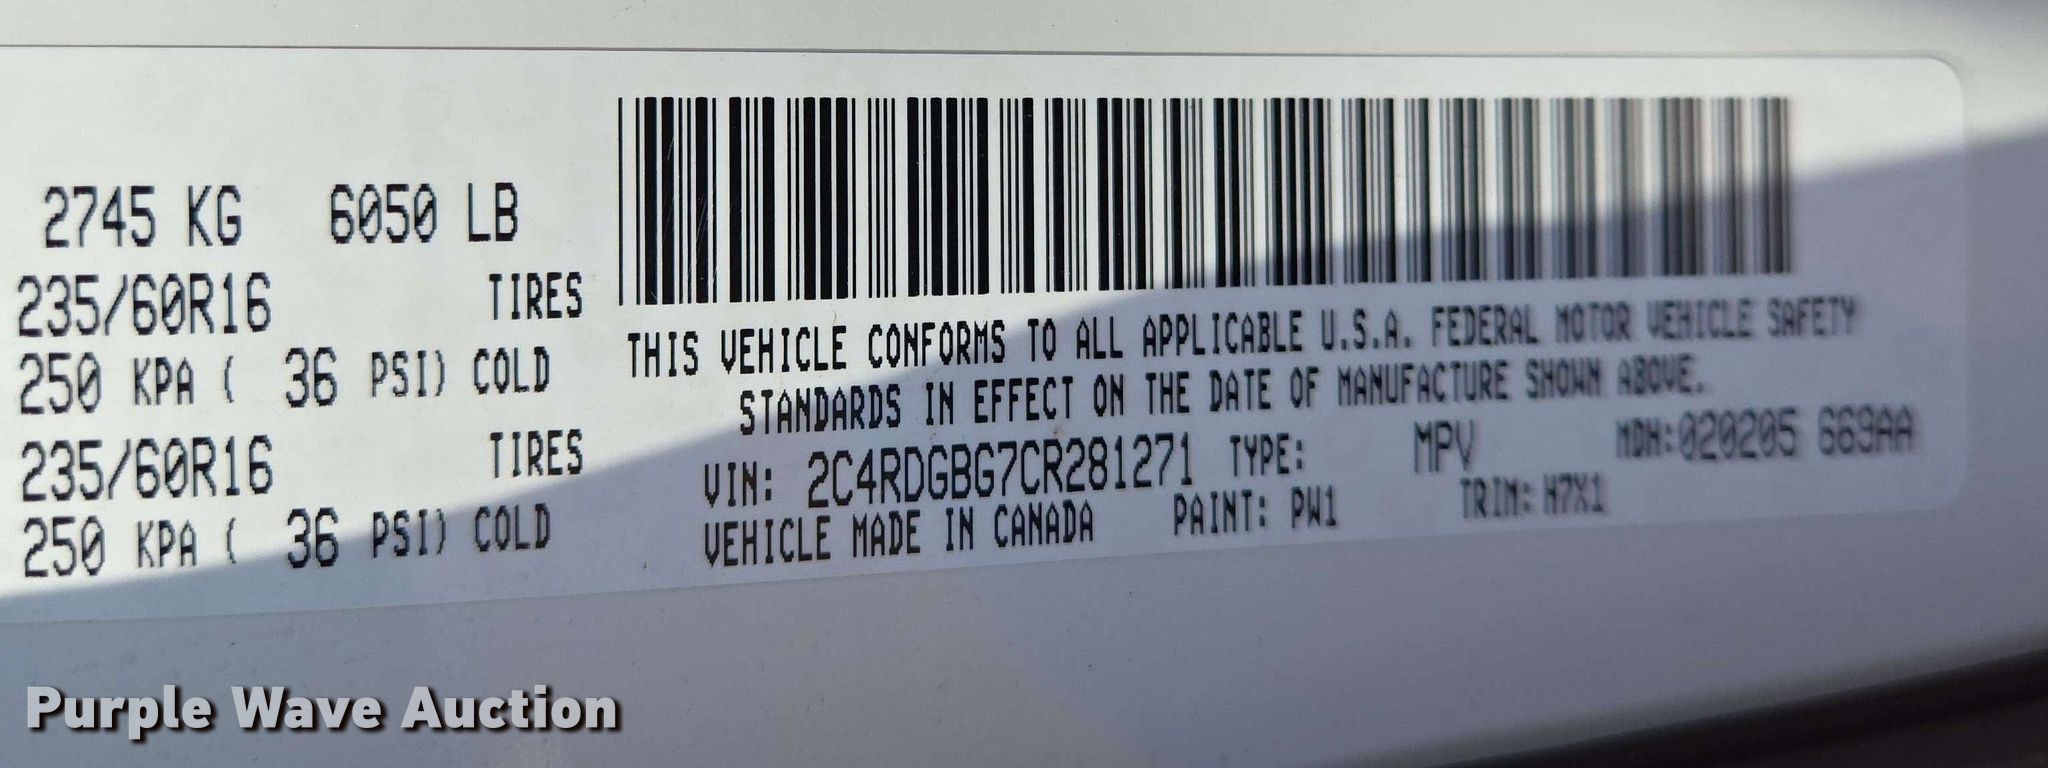 2745 KG 6050 LB
235/60R16 TIRES
250 KPA ( 36 PSI) COLD
235/60R16 TIRES
250 KPA ( 36 PSI) COLD
THIS VEHICLE CONFORMS TO ALL APPLICABLE U.S.A. FEDERAL MOTOR VEHICLE SAFETY
STANDARDS IN EFFECT ON THE DATE OF MANUFACTURE SHOWN ABOVE.
VIN: 2C4RDGBG7CR281271 TYPE: MPV MDH:020205 669AA
VEHICLE MADE IN CANADA PAINT: PW1 TRIM: H7X1
Purple Wave Auction